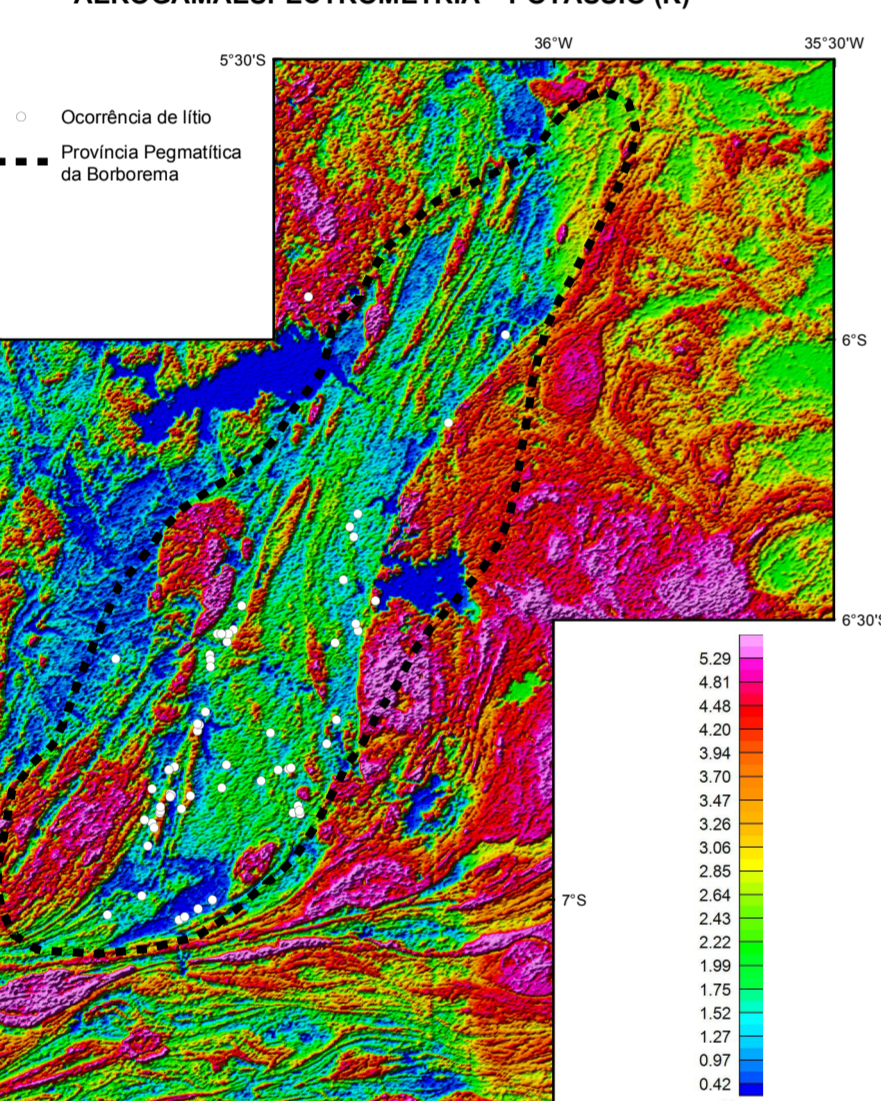 AEROGAMAESPECTROMETRIA - POTÁSSIO (K)
36°W
35°30'W
5°30'S
Ocorrência de lítio
Província Pegmatítica
da Borborema
6°S
6°30'S
5.29
4.81
4.48
4.20
3.94
3.70
3.47
3.26
3.06
2.85
2.64
2.43
2.22
1.99
1.75
1.52
1.27
0.97
0.42
7°S